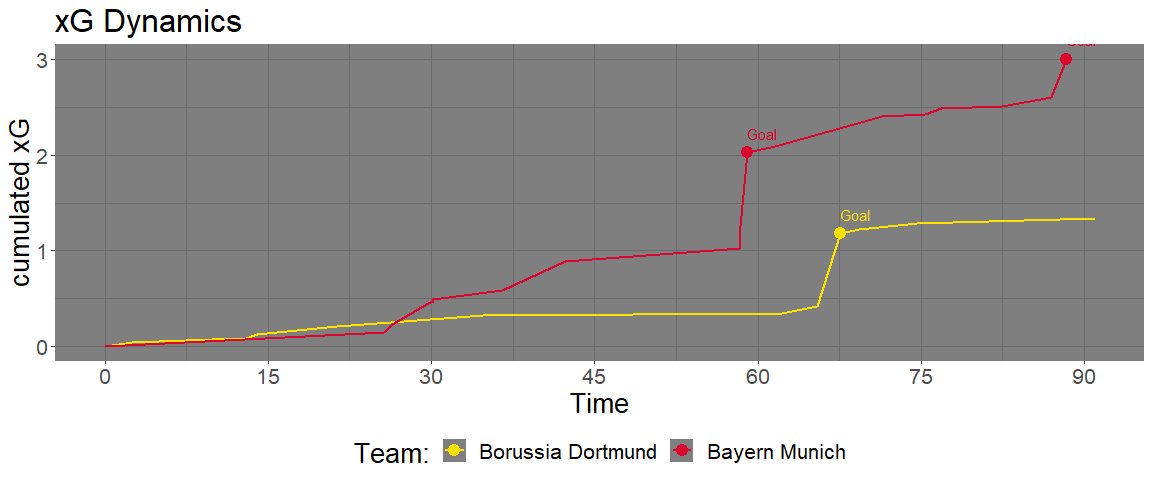 xG Dynamics
cumulated xG
3
2
1
0
Goal
Goal
0 15 30 45 60 75 90
Time
Team: Borussia Dortmund Bayern Munich